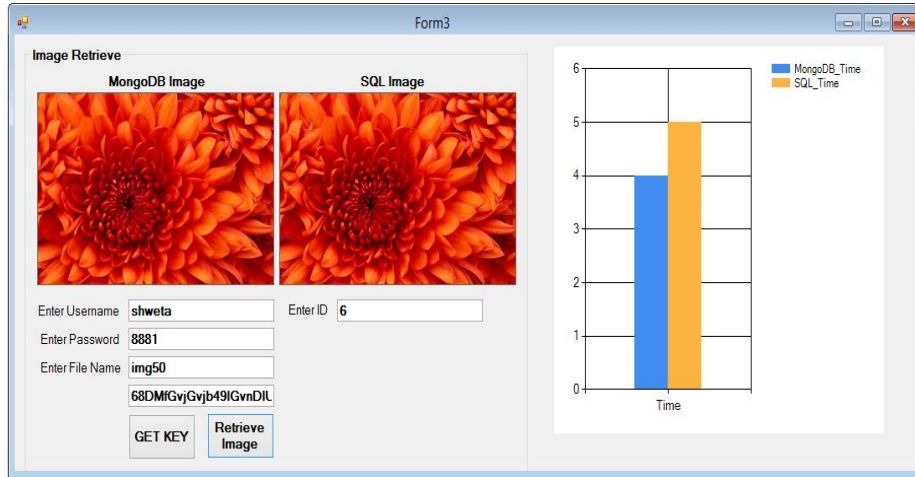 Form3
Image Retrieve
MongoDB Image
SQL Image
Enter Username
shweta
Enter ID
6
Enter Password
8881
Enter File Name
img50
GET KEY
Retrieve
Image
MongoDB_Time
SQL_Time
6
5
4
3
2
1
0
Time